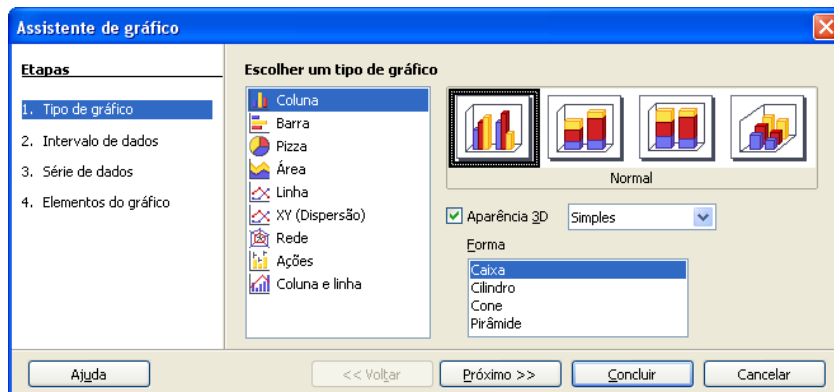 Assistente de gráfico
Etapas
1. Tipo de gráfico
2. Intervalo de dados
3. Série de dados
4. Elementos do gráfico
Escolher um tipo de gráfico
Coluna
Barra
Pizza
Área
Linha
XY (Dispersão)
Rede
Ações
Coluna e linha
Normal
Aparência 3D
Simples
Forma
Caixa
Cilindro
Cone
Pirâmide
Ajuda
<< Voltar
Próximo >>
Concluir
Cancelar